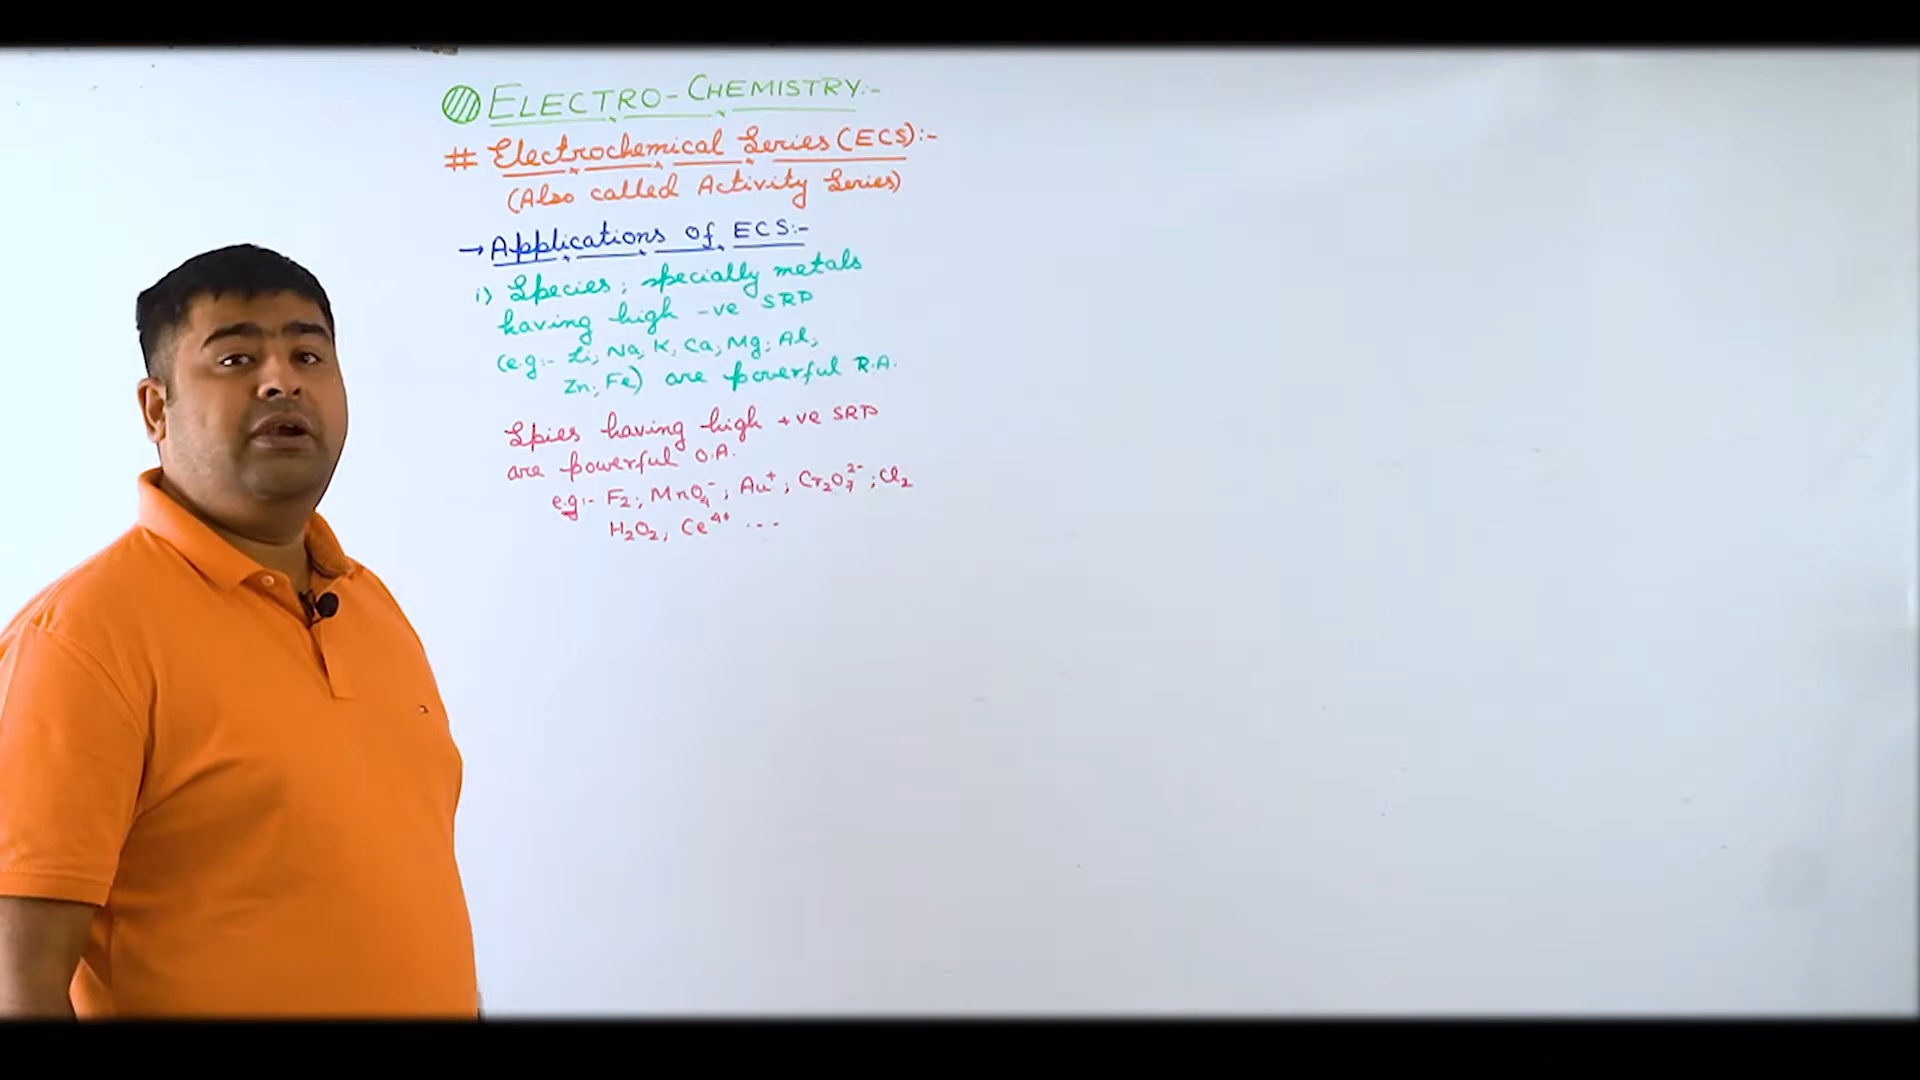 ELECTRO-CHEMISTRY:-
# Electrochemical Series (ECS):-
(Also called Activity Series)
→ Applications of ECS:-
i) Species; specially metals
having high -ve SRP
(e.g:- Li, Na, K, Ca, Mg, Al,
Zn, Fe) are powerful R.A.
Spies having high +ve SRP
are powerful O.A.
e.g:- F₂; MnO₄⁻; Au⁺; Cr₂O₇²⁻; Cl₂
H₂O₂, Ce⁴⁺ ...